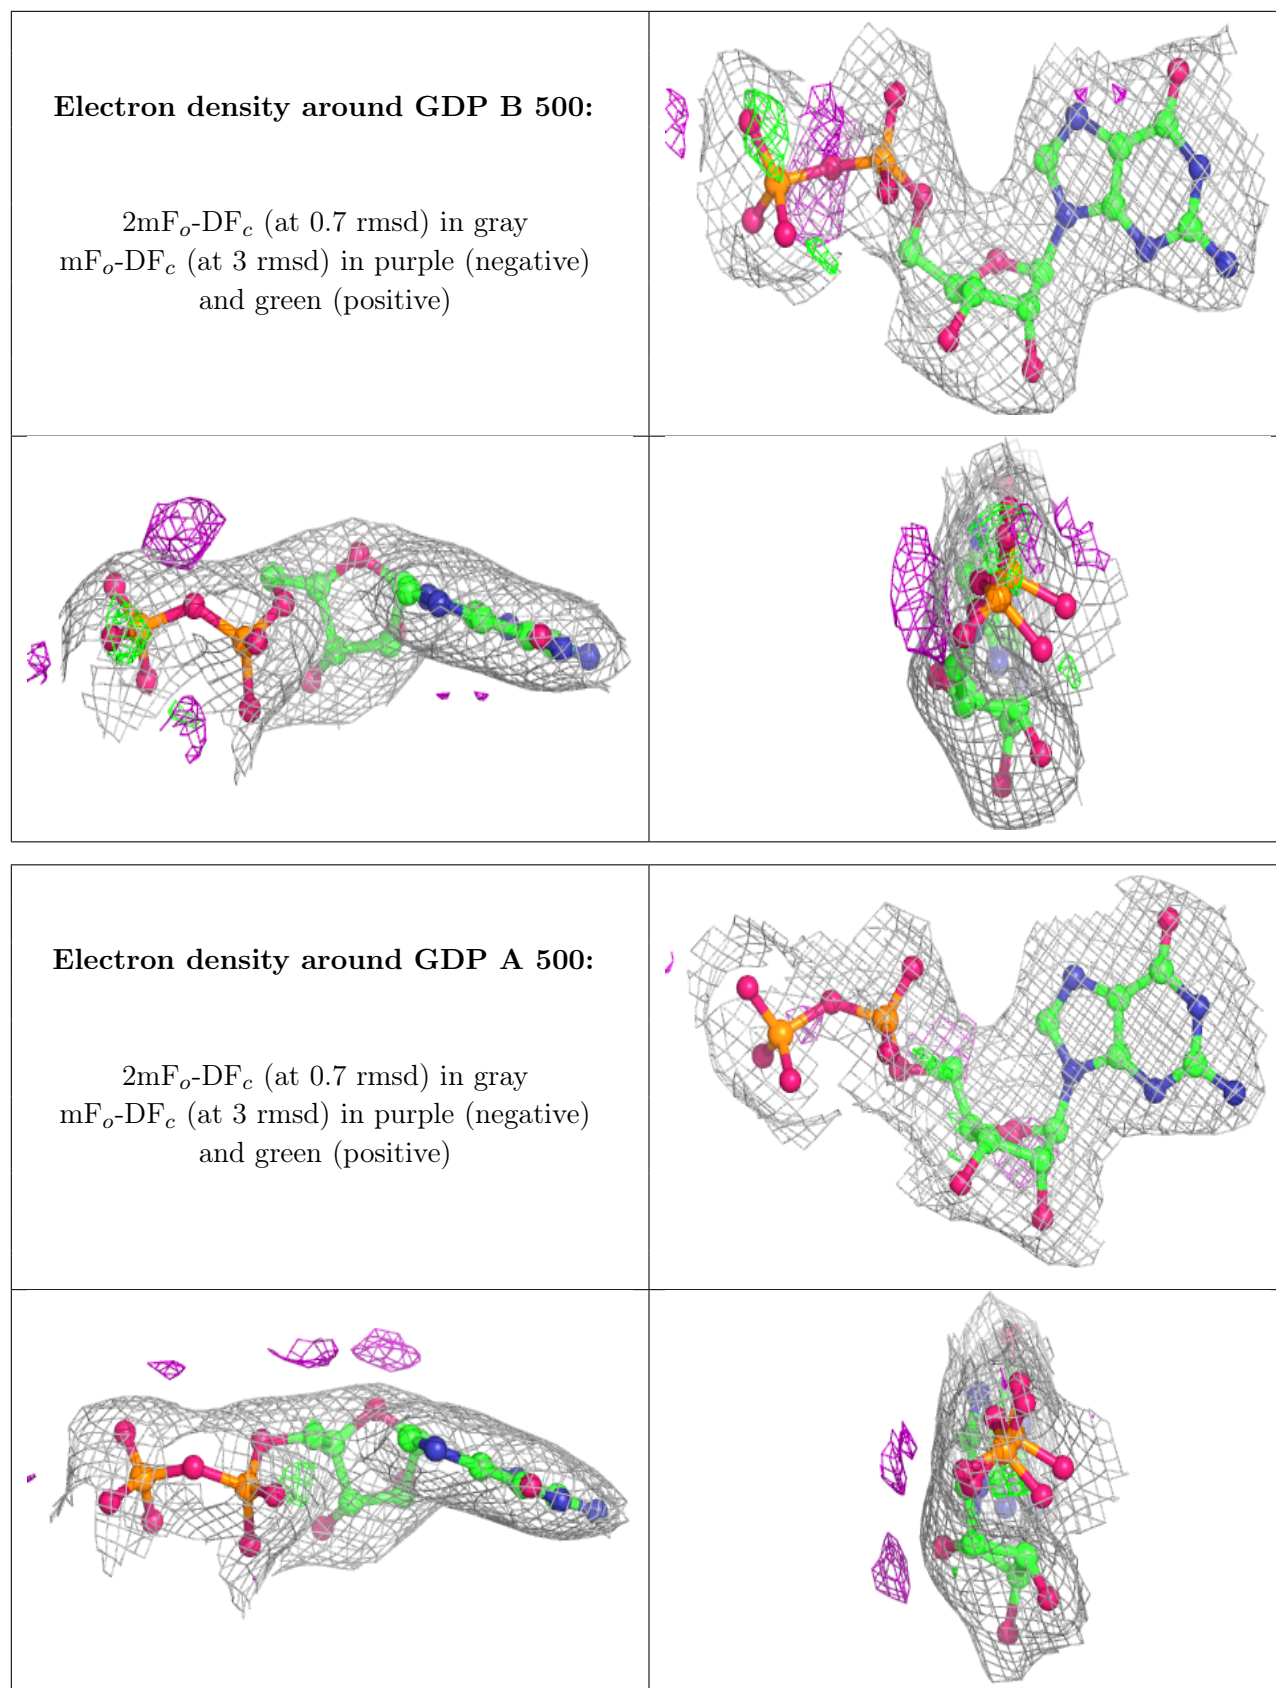 Electron density around GDP B 500:
2mFₒ-DF𝒸 (at 0.7 rmsd) in gray
mFₒ-DF𝒸 (at 3 rmsd) in purple (negative)
and green (positive)
Electron density around GDP A 500:
2mFₒ-DF𝒸 (at 0.7 rmsd) in gray
mFₒ-DF𝒸 (at 3 rmsd) in purple (negative)
and green (positive)